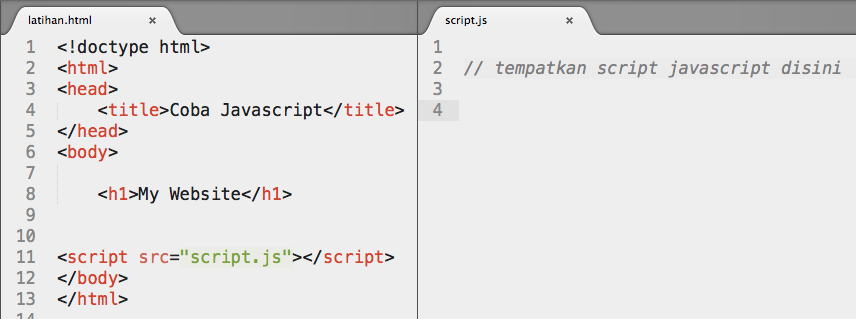 latihan.html ×
1 <!doctype html>
2 <html>
3 <head>
4     <title>Coba Javascript</title>
5 </head>
6 <body>
7
8     <h1>My Website</h1>
9
10
11 <script src="script.js"></script>
12 </body>
13 </html>
14
script.js ×
1
2 // tempatkan script javascript disini
3
4